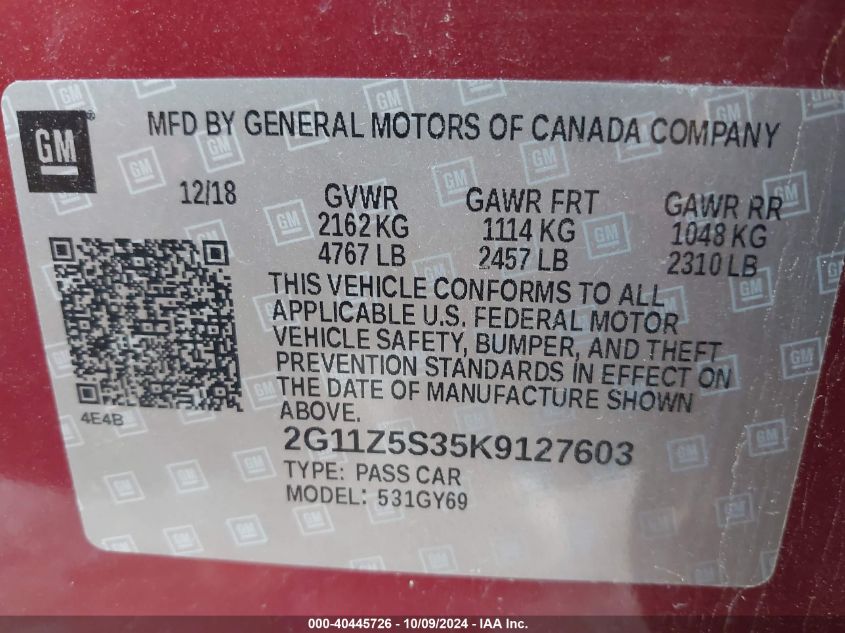 GM
MFD BY GENERAL MOTORS OF CANADA COMPANY
12/18 GVWR GAWR FRT GAWR RR
2162 KG 1114 KG 1048 KG
4767 LB 2457 LB 2310 LB
THIS VEHICLE CONFORMS TO ALL
APPLICABLE U.S. FEDERAL MOTOR
VEHICLE SAFETY, BUMPER, AND THEFT
PREVENTION STANDARDS IN EFFECT ON
THE DATE OF MANUFACTURE SHOWN
ABOVE.
4E4B
2G11Z5S35K9127603
TYPE: PASS CAR
MODEL: 531GY69
000-40445726 - 10/09/2024 - IAA Holdings, Inc.